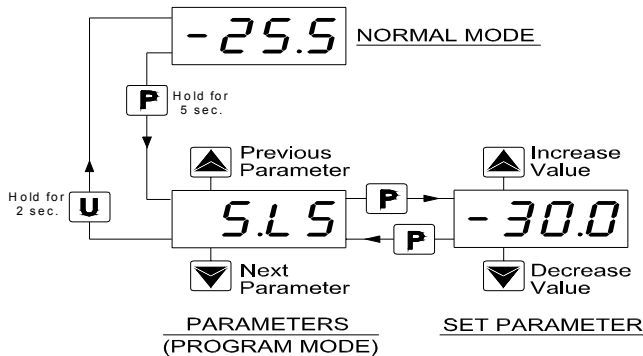 -25.5
NORMAL MODE
P
Hold for
5 sec.
Previous
Parameter
Increase
Value
Hold for
2 sec.
U
S.LS
P
P
-30.0
Next
Parameter
Decrease
Value
PARAMETERS
(PROGRAM MODE)
SET PARAMETER